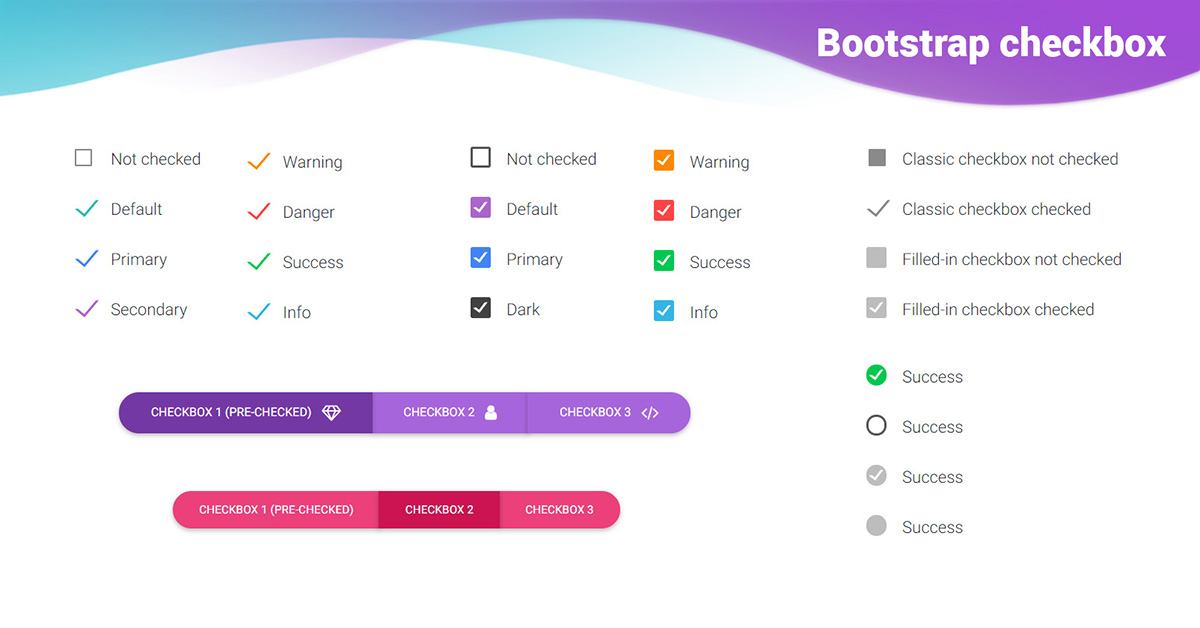 Bootstrap checkbox
Not checked
Default
Primary
Secondary
Warning
Danger
Success
Info
Not checked
Default
Primary
Dark
Warning
Danger
Success
Info
Classic checkbox not checked
Classic checkbox checked
Filled-in checkbox not checked
Filled-in checkbox checked
Success
Success
Success
Success
CHECKBOX 1 (PRE-CHECKED)
CHECKBOX 2
CHECKBOX 3
CHECKBOX 1 (PRE-CHECKED)
CHECKBOX 2
CHECKBOX 3